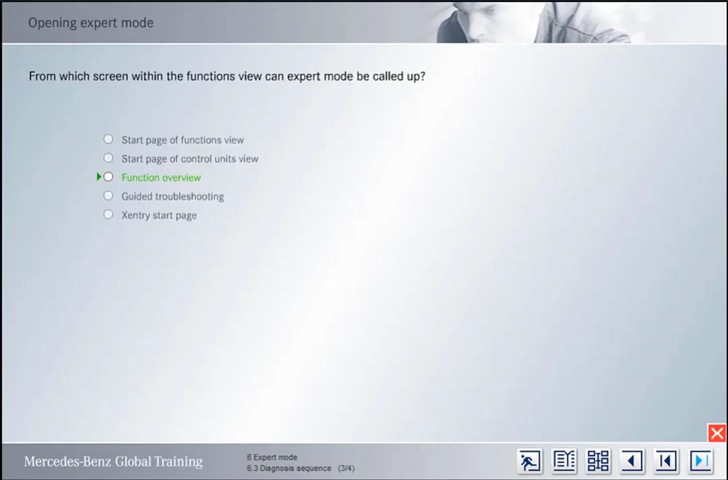 Opening expert mode
From which screen within the functions view can expert mode be called up?
Start page of functions view
Start page of control units view
Function overview
Guided troubleshooting
Xentry start page
Mercedes-Benz Global Training
6 Expert mode
6.3 Diagnosis sequence (3/4)